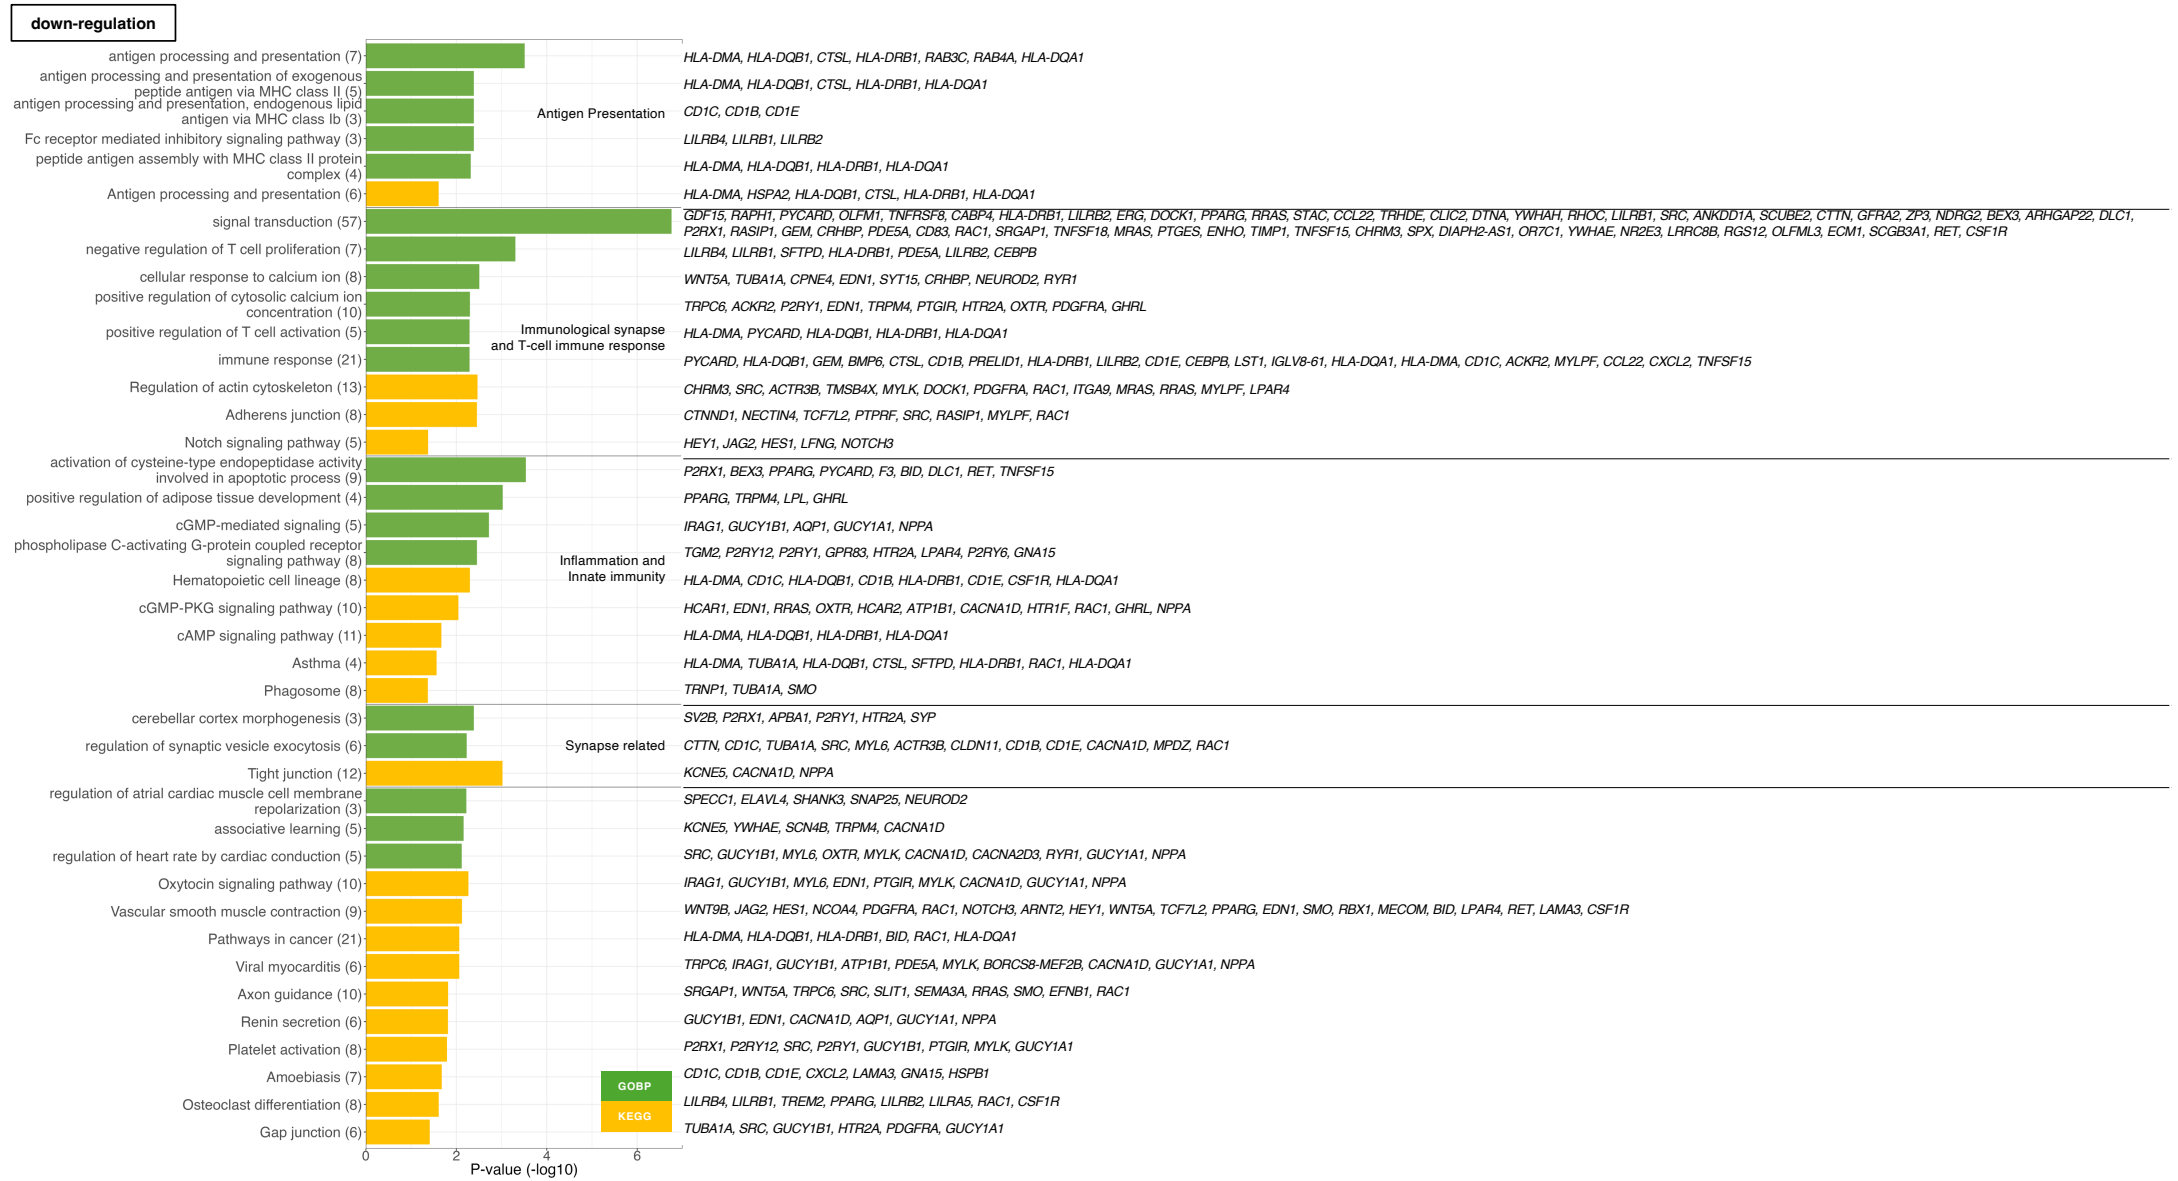 down-regulation
antigen processing and presentation (7)
HLA-DMA, HLA-DQB1, CTSL, HLA-DRB1, RAB3C, RAB4A, HLA-DQA1
antigen processing and presentation of exogenous
peptide antigen via MHC class II (5)
HLA-DMA, HLA-DQB1, CTSL, HLA-DRB1, HLA-DQA1
antigen processing and presentation, endogenous lipid
antigen via MHC class Ib (3)
Antigen Presentation
CD1C, CD1B, CD1E
Fc receptor mediated inhibitory signaling pathway (3)
LILRB4, LILRB1, LILRB2
peptide antigen assembly with MHC class II protein
complex (4)
HLA-DMA, HLA-DQB1, HLA-DRB1, HLA-DQA1
Antigen processing and presentation (6)
HLA-DMA, HSPA2, HLA-DQB1, CTSL, HLA-DRB1, HLA-DQA1
signal transduction (57)
GDF15, RAPH1, PYCARD, OLFM1, TNFRSF8, CABP4, HLA-DRB1, LILRB2, ERG, DOCK1, PPARG, RRAS, STAC, CCL22, TRHDE, CLIC2, DTNA, YWHAH, RHOC, LILRB1, SRC, ANKDD1A, SCUBE2, CTTN, GFRA2, ZP3, NDRG2, BEX3, ARHGAP22, DLC1,
P2RX1, RASIP1, GEM, CRHBP, PDE5A, CD83, RAC1, SRGAP1, TNFSF18, MRAS, PTGES, ENHO, TIMP1, TNFSF15, CHRM3, SPX, DIAPH2-AS1, OR7C1, YWHAE, NR2E3, LRRC8B, RGS12, OLFML3, ECM1, SCGB3A1, RET, CSF1R
negative regulation of T cell proliferation (7)
LILRB4, LILRB1, SFTPD, HLA-DRB1, PDE5A, LILRB2, CEBPB
cellular response to calcium ion (8)
WNT5A, TUBA1A, CPNE4, EDN1, SYT15, CRHBP, NEUROD2, RYR1
positive regulation of cytosolic calcium ion
concentration (10)
TRPC6, ACKR2, P2RY1, EDN1, TRPM4, PTGIR, HTR2A, OXTR, PDGFRA, GHRL
positive regulation of T cell activation (5)
Immunological synapse
and T-cell immune response
HLA-DMA, PYCARD, HLA-DQB1, HLA-DRB1, HLA-DQA1
immune response (21)
PYCARD, HLA-DQB1, GEM, BMP6, CTSL, CD1B, PRELID1, HLA-DRB1, LILRB2, CD1E, CEBPB, LST1, IGLV8-61, HLA-DQA1, HLA-DMA, CD1C, ACKR2, MYLPF, CCL22, CXCL2, TNFSF15
Regulation of actin cytoskeleton (13)
CHRM3, SRC, ACTR3B, TMSB4X, MYLK, DOCK1, PDGFRA, RAC1, ITGA9, MRAS, RRAS, MYLPF, LPAR4
Adherens junction (8)
CTNND1, NECTIN4, TCF7L2, PTPRF, SRC, RASIP1, MYLPF, RAC1
Notch signaling pathway (5)
HEY1, JAG2, HES1, LFNG, NOTCH3
activation of cysteine-type endopeptidase activity
involved in apoptotic process (9)
P2RX1, BEX3, PPARG, PYCARD, F3, BID, DLC1, RET, TNFSF15
positive regulation of adipose tissue development (4)
PPARG, TRPM4, LPL, GHRL
cGMP-mediated signaling (5)
IRAG1, GUCY1B1, AQP1, GUCY1A1, NPPA
phospholipase C-activating G-protein coupled receptor
signaling pathway (8)
TGM2, P2RY12, P2RY1, GPR83, HTR2A, LPAR4, P2RY6, GNA15
Inflammation and
Innate immunity
Hematopoietic cell lineage (8)
HLA-DMA, CD1C, HLA-DQB1, CD1B, HLA-DRB1, CD1E, CSF1R, HLA-DQA1
cGMP-PKG signaling pathway (10)
HCAR1, EDN1, RRAS, OXTR, HCAR2, ATP1B1, CACNA1D, HTR1F, RAC1, GHRL, NPPA
cAMP signaling pathway (11)
HLA-DMA, HLA-DQB1, HLA-DRB1, HLA-DQA1
Asthma (4)
HLA-DMA, TUBA1A, HLA-DQB1, CTSL, SFTPD, HLA-DRB1, RAC1, HLA-DQA1
Phagosome (8)
TRNP1, TUBA1A, SMO
cerebellar cortex morphogenesis (3)
SV2B, P2RX1, APBA1, P2RY1, HTR2A, SYP
regulation of synaptic vesicle exocytosis (6)
Synapse related
CTTN, CD1C, TUBA1A, SRC, MYL6, ACTR3B, CLDN11, CD1B, CD1E, CACNA1D, MPDZ, RAC1
Tight junction (12)
KCNE5, CACNA1D, NPPA
regulation of atrial cardiac muscle cell membrane
repolarization (3)
SPECC1, ELAVL4, SHANK3, SNAP25, NEUROD2
associative learning (5)
KCNE5, YWHAE, SCN4B, TRPM4, CACNA1D
regulation of heart rate by cardiac conduction (5)
SRC, GUCY1B1, MYL6, OXTR, MYLK, CACNA1D, CACNA2D3, RYR1, GUCY1A1, NPPA
Oxytocin signaling pathway (10)
IRAG1, GUCY1B1, MYL6, EDN1, PTGIR, MYLK, CACNA1D, GUCY1A1, NPPA
Vascular smooth muscle contraction (9)
WNT9B, JAG2, HES1, NCOA4, PDGFRA, RAC1, NOTCH3, ARNT2, HEY1, WNT5A, TCF7L2, PPARG, EDN1, SMO, RBX1, MECOM, BID, LPAR4, RET, LAMA3, CSF1R
Pathways in cancer (21)
HLA-DMA, HLA-DQB1, HLA-DRB1, BID, RAC1, HLA-DQA1
Viral myocarditis (6)
TRPC6, IRAG1, GUCY1B1, ATP1B1, PDE5A, MYLK, BORCS8-MEF2B, CACNA1D, GUCY1A1, NPPA
Axon guidance (10)
SRGAP1, WNT5A, TRPC6, SRC, SLIT1, SEMA3A, RRAS, SMO, EFNB1, RAC1
Renin secretion (6)
GUCY1B1, EDN1, CACNA1D, AQP1, GUCY1A1, NPPA
Platelet activation (8)
P2RX1, P2RY12, SRC, P2RY1, GUCY1B1, PTGIR, MYLK, GUCY1A1
Amoebiasis (7)
CD1C, CD1B, CD1E, CXCL2, LAMA3, GNA15, HSPB1
GOBP
Osteoclast differentiation (8)
LILRB4, LILRB1, TREM2, PPARG, LILRB2, LILRA5, RAC1, CSF1R
KEGG
Gap junction (6)
TUBA1A, SRC, GUCY1B1, HTR2A, PDGFRA, GUCY1A1
0 2 4 6
P-value (-log10)